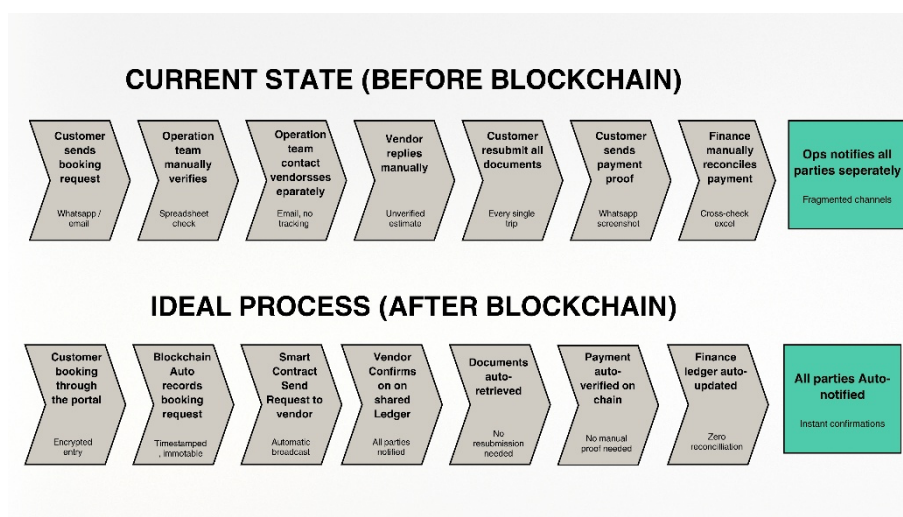 CURRENT STATE (BEFORE BLOCKCHAIN)
Customer
sends
booking
request
Whatsapp /
email
Operation
team
manually
verifies
Spreadsheet
check
Operation
team
contact
vendorsses
eparately
Email, no
tracking
Vendor
replies
manually
Unverified
estimate
Customer
resubmit all
documents
Every single
trip
Customer
sends
payment
proof
Whatsapp
screenshot
Finance
manually
reconciles
payment
Cross-check
excel
Ops notifies all
parties seperately
Fragmented channels
IDEAL PROCESS (AFTER BLOCKCHAIN)
Customer
booking
through
the portal
Encrypted
entry
Blockchain
Auto
records
booking
request
Timestamped
, immotable
Smart
Contract
Send
Request to
vendor
Automatic
broadcast
Vendor
Confirms
on on
shared
Ledger
All parties
notified
Documents
auto-
retrieved
No
resubmission
needed
Payment
auto-
verified on
chain
No manual
proof needed
Finance
ledger auto-
updated
Zero
reconcilliation
All parties Auto-
notified
Instant confirmations